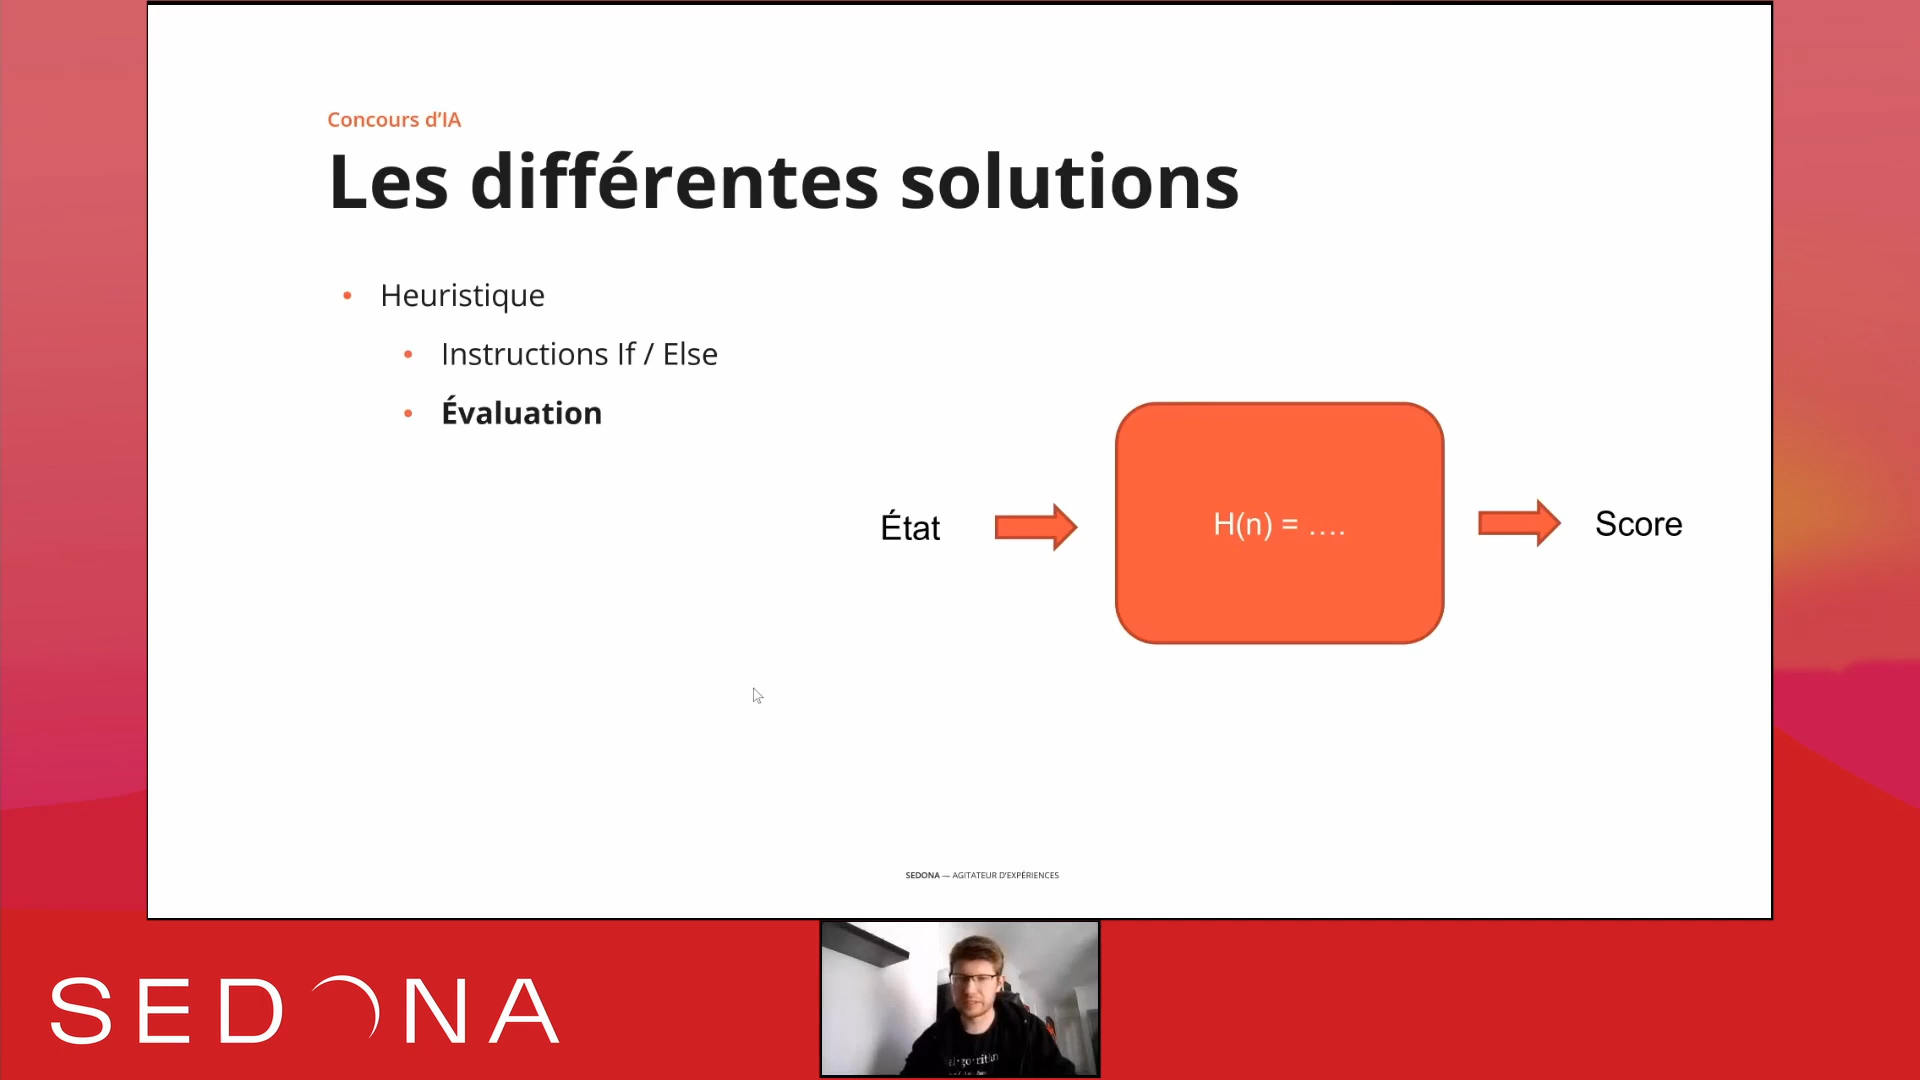 Concours d’IA
Les différentes solutions
• Heuristique
• Instructions If / Else
• Évaluation
État
H(n) = ....
Score
SEDONA — AGITATEUR D'EXPÉRIENCES
SEDONA